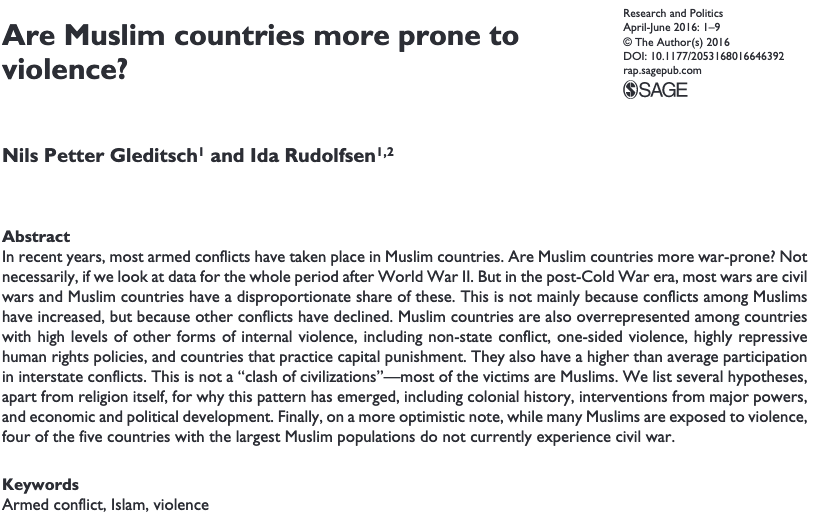 Are Muslim countries more prone to
violence?
Research and Politics
April-June 2016: 1–9
© The Author(s) 2016
DOI: 10.1177/2053168016646392
rap.sagepub.com
SAGE
Nils Petter Gleditsch1 and Ida Rudolfsen1,2
Abstract
In recent years, most armed conflicts have taken place in Muslim countries. Are Muslim countries more war-prone? Not
necessarily, if we look at data for the whole period after World War II. But in the post-Cold War era, most wars are civil
wars and Muslim countries have a disproportionate share of these. This is not mainly because conflicts among Muslims
have increased, but because other conflicts have declined. Muslim countries are also overrepresented among countries
with high levels of other forms of internal violence, including non-state conflict, one-sided violence, highly repressive
human rights policies, and countries that practice capital punishment. They also have a higher than average participation
in interstate conflicts. This is not a “clash of civilizations”—most of the victims are Muslims. We list several hypotheses,
apart from religion itself, for why this pattern has emerged, including colonial history, interventions from major powers,
and economic and political development. Finally, on a more optimistic note, while many Muslims are exposed to violence,
four of the five countries with the largest Muslim populations do not currently experience civil war.
Keywords
Armed conflict, Islam, violence